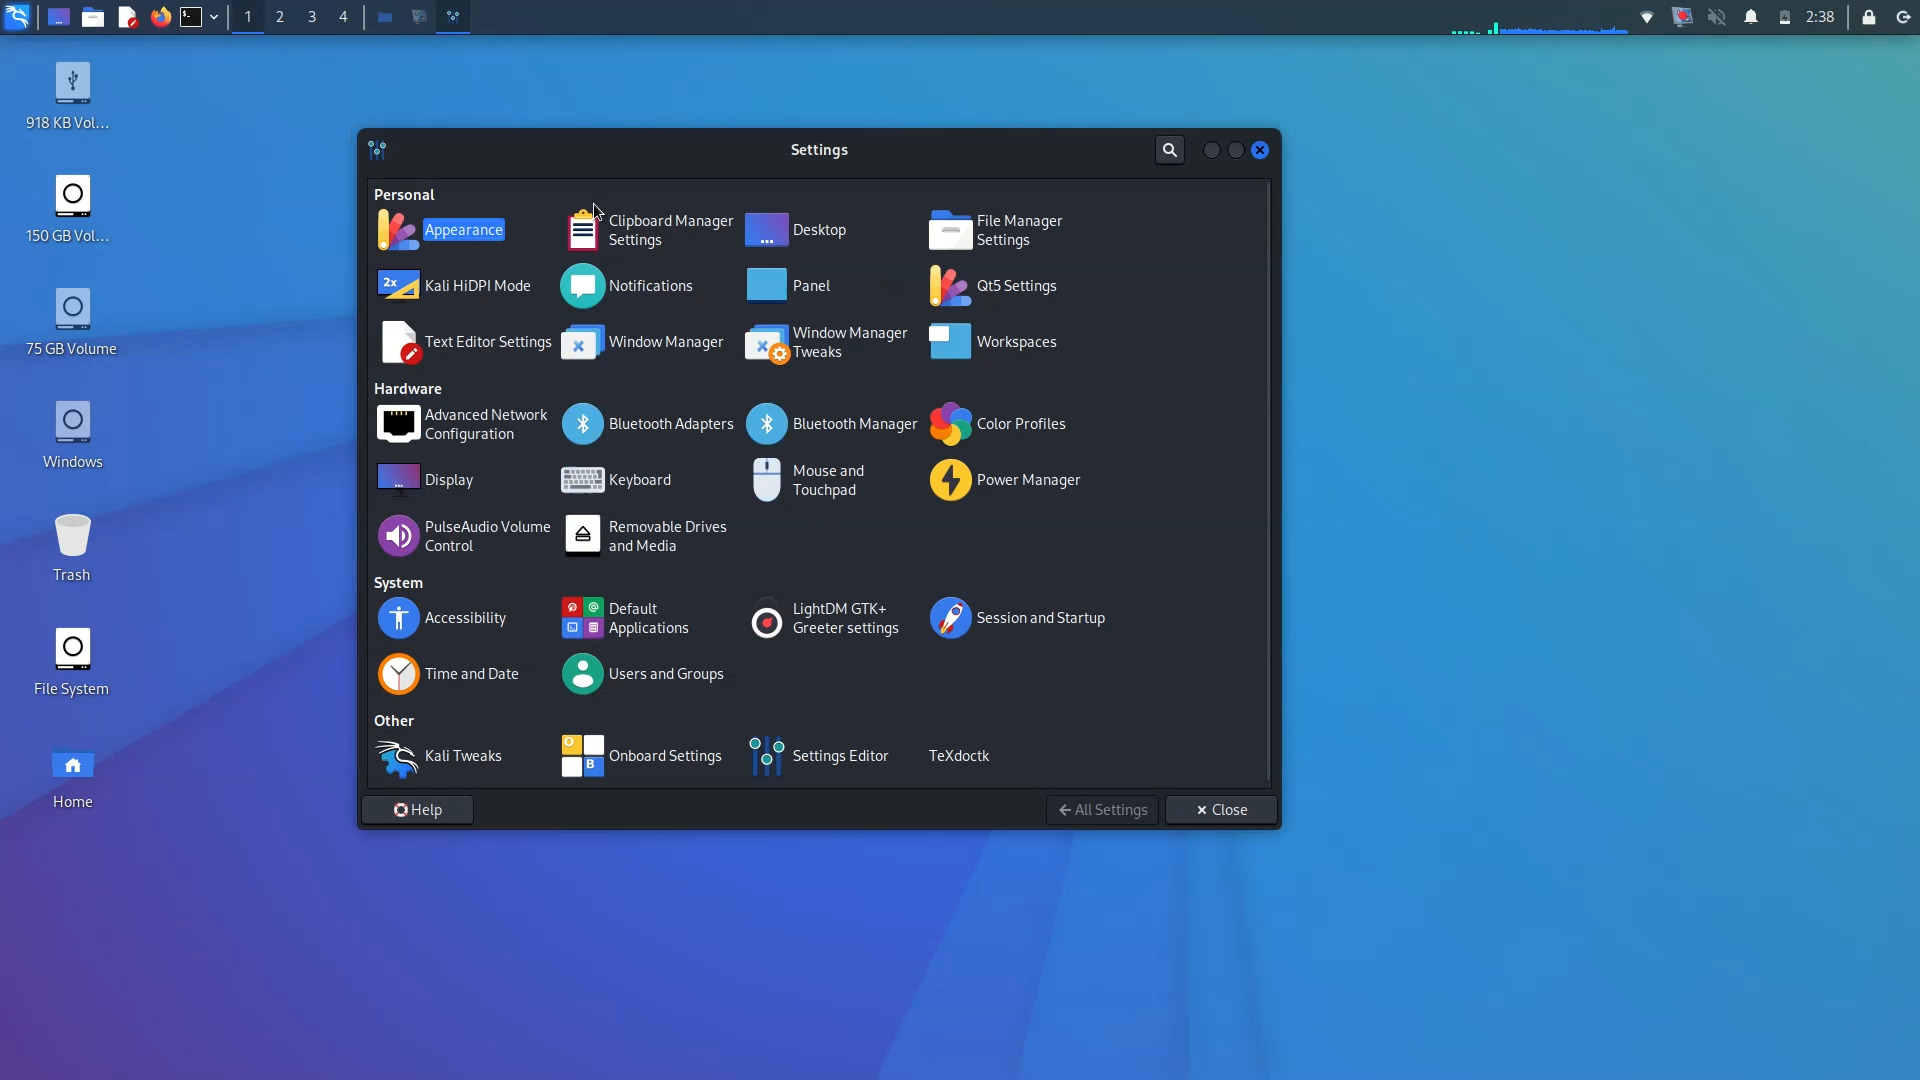 1 2 3 4
2:38
918 KB Vol...
150 GB Vol...
75 GB Volume
Windows
Trash
File System
Home
Settings
Personal
Appearance
Clipboard Manager
Settings
Desktop
File Manager
Settings
2x
Kali HiDPI Mode
Notifications
Panel
Qt5 Settings
Text Editor Settings
Window Manager
Window Manager
Tweaks
Workspaces
Hardware
Advanced Network
Configuration
Bluetooth Adapters
Bluetooth Manager
Color Profiles
Display
Keyboard
Mouse and
Touchpad
Power Manager
PulseAudio Volume
Control
Removable Drives
and Media
System
Accessibility
Default
Applications
LightDM GTK+
Greeter settings
Session and Startup
Time and Date
Users and Groups
Other
Kali Tweaks
O
B
Onboard Settings
Settings Editor
TeXdoctk
Help
All Settings
Close